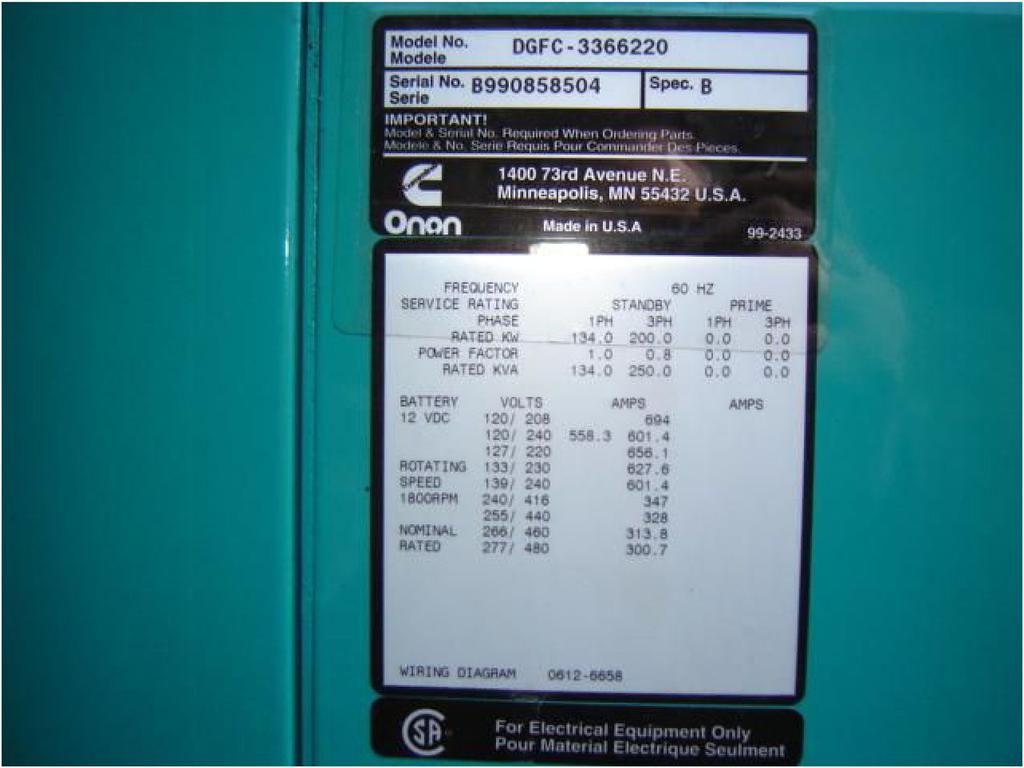 Model No. DGFC-3366220
Modele
Serial No. B990858504 Spec. B
Serie
IMPORTANT!
Model & Serial No. Required When Ordering Parts.
Modele & No. Serie Requis Pour Commander Des Pieces.
1400 73rd Avenue N.E.
Minneapolis, MN 55432 U.S.A.
Onan Made in U.S.A 99-2433
FREQUENCY 60 HZ
SERVICE RATING STANDBY PRIME
PHASE 1PH 3PH 1PH 3PH
RATED KW 134.0 200.0 0.0 0.0
POWER FACTOR 1.0 0.8 0.0 0.0
RATED KVA 134.0 250.0 0.0 0.0
BATTERY VOLTS AMPS AMPS
12 VDC 120/ 208 694
120/ 240 558.3 601.4
127/ 220 656.1
ROTATING 133/ 230 627.6
SPEED 139/ 240 601.4
1800RPM 240/ 416 347
255/ 440 328
NOMINAL 266/ 460 313.8
RATED 277/ 480 300.7
WIRING DIAGRAM 0612-6658
SA For Electrical Equipment Only
Pour Material Electrique Seulment